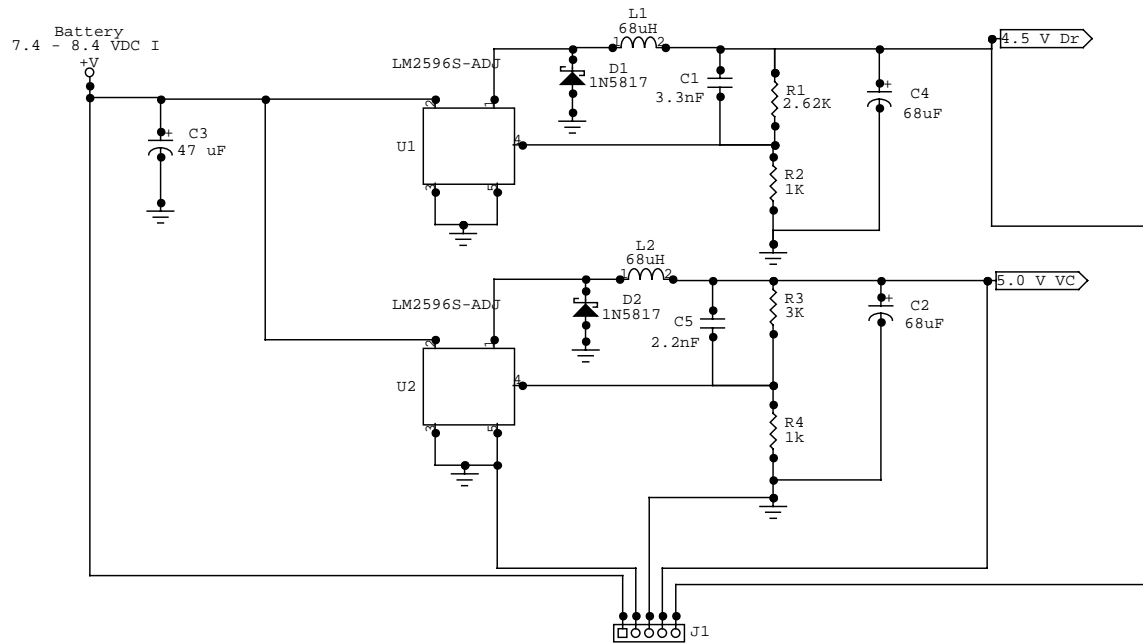 Battery
7.4 - 8.4 VDC I
+V
C3
47 uF
+
LM2596S-ADJ
U1
2
1
4
3
5
L1
68uH
1
2
D1
1N5817
C1
3.3nF
R1
2.62K
R2
1K
+
C4
68uF
4.5 V Dr
LM2596S-ADJ
U2
2
1
4
3
5
L2
68uH
1
2
D2
1N5817
C5
2.2nF
R3
3K
R4
1k
+
C2
68uF
5.0 V VC
J1